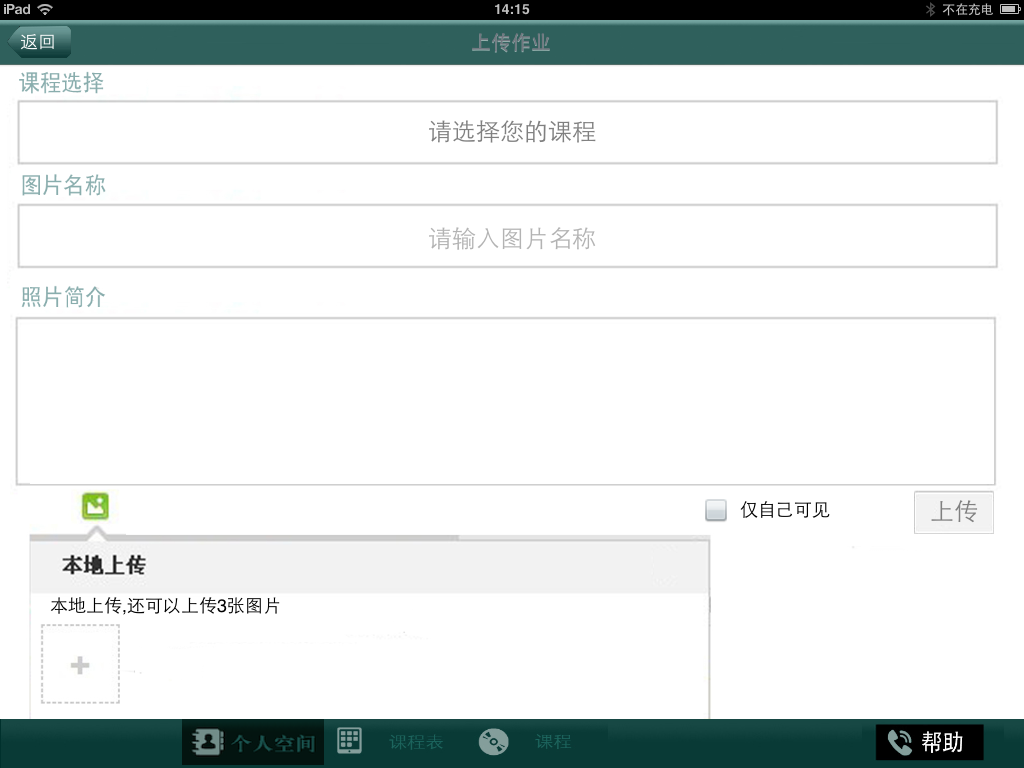 iPad 14:15 不在充电
返回 上传作业
课程选择
请选择您的课程
图片名称
请输入图片名称
照片简介
仅自己可见 上传
本地上传
本地上传,还可以上传3张图片
个人空间 课程表 课程 帮助